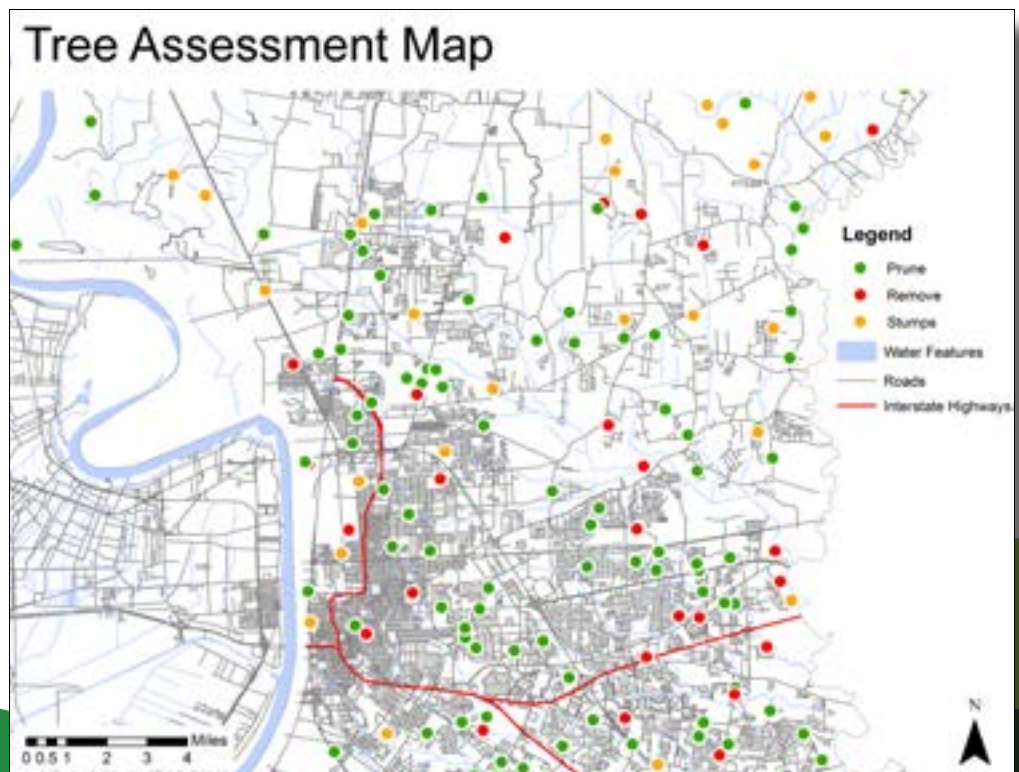 Tree Assessment Map
Legend
Prune
Remove
Stumps
Water Features
Roads
Interstate Highways
N
Miles
0 0.5 1 2 3 4